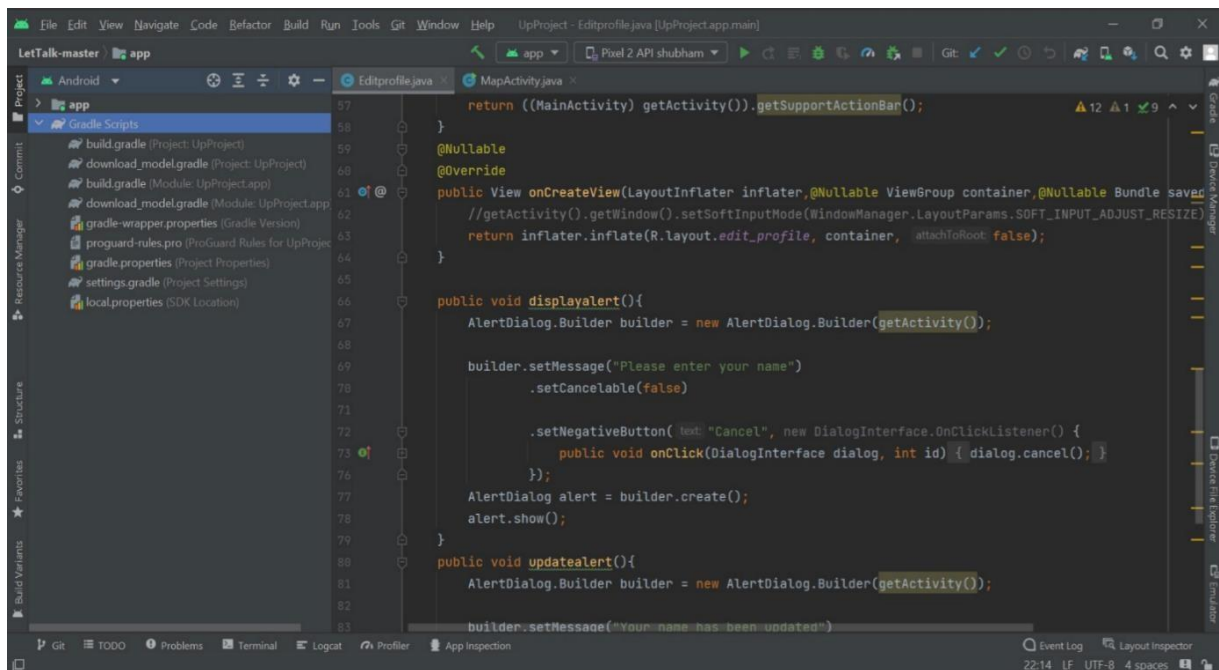 File Edit View Navigate Code Refactor Build Run Tools Git Window Help UpProject - Editprofile.java [UpProject.app.main]
LetTalk-master app app Pixel 2 API shubham Git:
Project
Commit
Resource Manager
Structure
Favorites
Build Variants
Android
app
Gradle Scripts
build.gradle (Project: UpProject)
download_model.gradle (Project: UpProject)
build.gradle (Module: UpProject.app)
download_model.gradle (Module: UpProject.app
gradle-wrapper.properties (Gradle Version)
proguard-rules.pro (ProGuard Rules for UpProjec
gradle.properties (Project Properties)
settings.gradle (Project Settings)
local.properties (SDK Location)
Editprofile.java MapActivity.java
12 1 9
57 return ((MainActivity) getActivity()).getSupportActionBar();
58 }
59 @Nullable
60 @Override
61 @ public View onCreateView(LayoutInflater inflater,@Nullable ViewGroup container,@Nullable Bundle saved
62 //getActivity().getWindow().setSoftInputMode(WindowManager.LayoutParams.SOFT_INPUT_ADJUST_RESIZE)
63 return inflater.inflate(R.layout.edit_profile, container, attachToRoot: false);
64 }
65
66 public void displayalert(){
67 AlertDialog.Builder builder = new AlertDialog.Builder(getActivity());
68
69 builder.setMessage("Please enter your name")
70 .setCancelable(false)
71
72 .setNegativeButton( text: "Cancel", new DialogInterface.OnClickListener() {
73 public void onClick(DialogInterface dialog, int id) { dialog.cancel(); }
76 });
77 AlertDialog alert = builder.create();
78 alert.show();
79 }
80 public void updatealert(){
81 AlertDialog.Builder builder = new AlertDialog.Builder(getActivity());
82
83 builder.setMessage("Your name has been updated")
Gradle
Device Manager
Device File Explorer
Emulator
Git TODO Problems Terminal Logcat Profiler App Inspection Event Log Layout Inspector
22:14 LF UTF-8 4 spaces